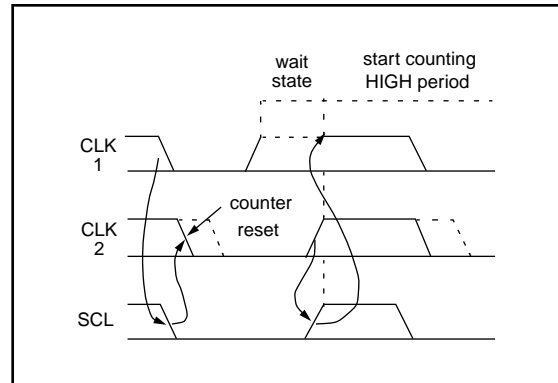 wait
state
start counting
HIGH period
CLK
1
counter
reset
CLK
2
SCL